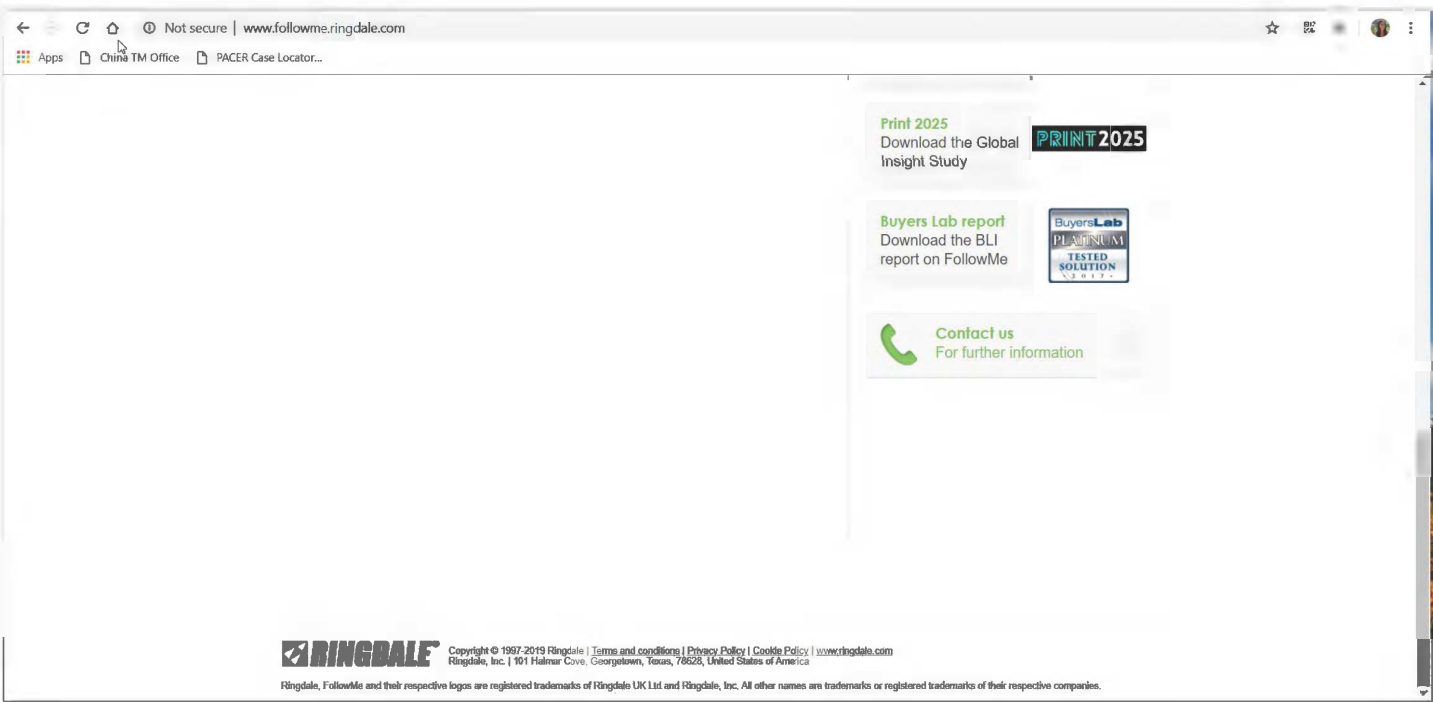 Not secure | www.followme.ringdale.com
Apps China TM Office PACER Case Locator...
Print 2025
Download the Global
Insight Study
PRINT2025
Buyers Lab report
Download the BLI
report on FollowMe
BuyersLab
PLATINUM
TESTED
SOLUTION
2017
Contact us
For further information
RINGDALE
Copyright © 1997-2019 Ringdale | Terms and conditions | Privacy Policy | Cookie Policy | www.ringdale.com
Ringdale, Inc. | 101 Halmar Cove, Georgetown, Texas, 78628, United States of America
Ringdale, FollowMe and their respective logos are registered trademarks of Ringdale UK Ltd and Ringdale, Inc. All other names are trademarks or registered trademarks of their respective companies.